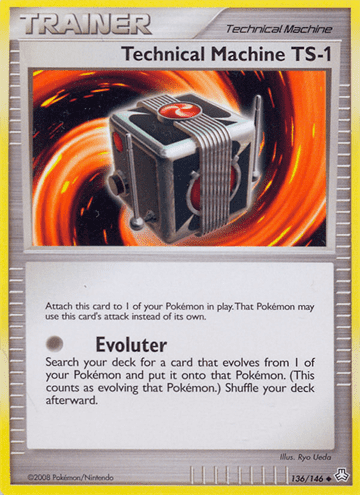 TRAINER
Technical Machine
Technical Machine TS-1
Attach this card to 1 of your Pokémon in play. That Pokémon may
use this card's attack instead of its own.
Evoluter
Search your deck for a card that evolves from 1 of
your Pokémon and put it onto that Pokémon. (This
counts as evolving that Pokémon.) Shuffle your deck
afterward.
Illus. Ryo Ueda
©2008 Pokémon/Nintendo
136/146